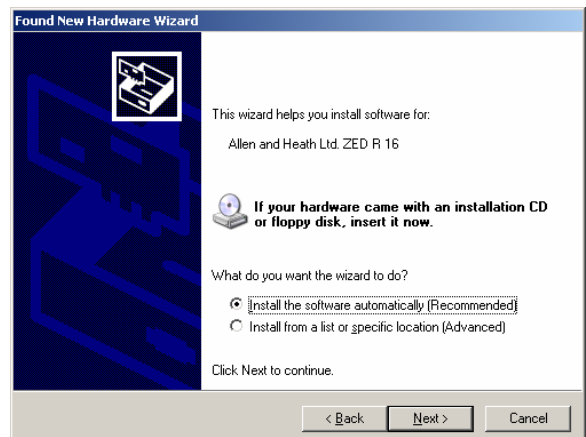 Found New Hardware Wizard
This wizard helps you install software for:
Allen and Heath Ltd. ZED R 16
If your hardware came with an installation CD
or floppy disk, insert it now.
What do you want the wizard to do?
Install the software automatically (Recommended)
Install from a list or specific location (Advanced)
Click Next to continue.
< Back Next > Cancel